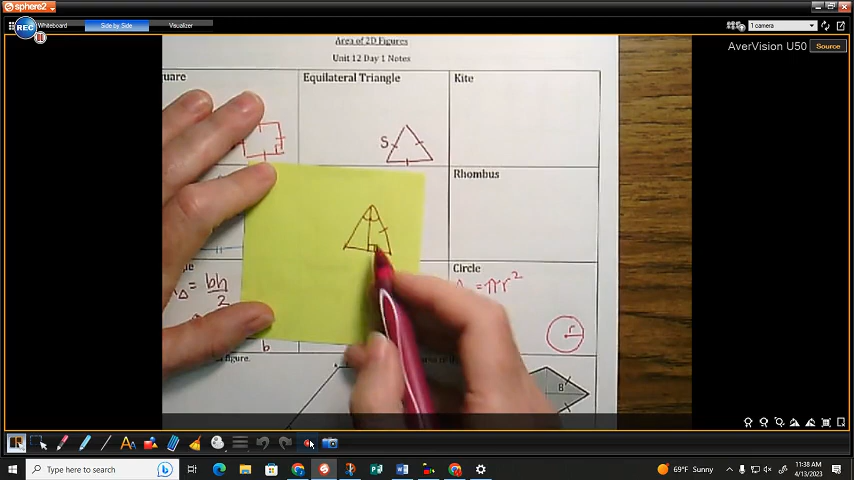 sphere2
REC
Whiteboard
Side by Side
Visualizer
1 camera
AverVision U50
Source
Area of 2D Figures
Unit 12 Day 1 Notes
Equilateral Triangle
Kite
S
Rhombus
Circle
= πr²
r
= bh
2
b
figure.
8
Type here to search
69°F Sunny
11:38 AM
4/13/2023